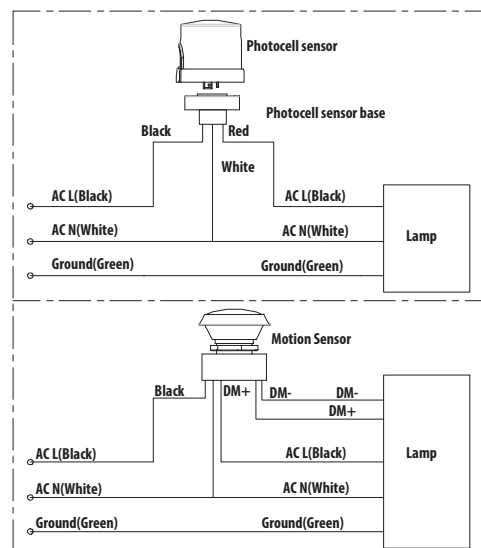 Photocell sensor
Photocell sensor base
Black
Red
White
AC L(Black)
AC L(Black)
AC N(White)
AC N(White)
Lamp
Ground(Green)
Ground(Green)
Motion Sensor
Black
DM+
DM-
DM-
DM+
AC L(Black)
AC L(Black)
Lamp
AC N(White)
AC N(White)
Ground(Green)
Ground(Green)